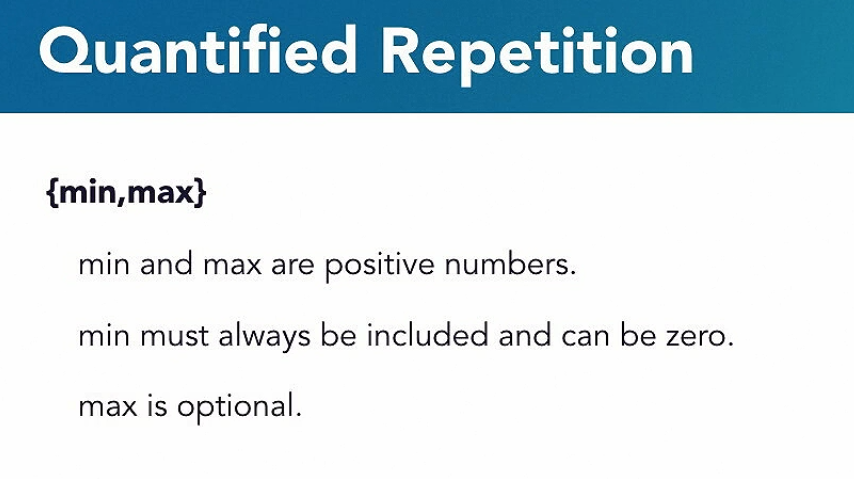 Quantified Repetition
{min,max}
min and max are positive numbers.
min must always be included and can be zero.
max is optional.